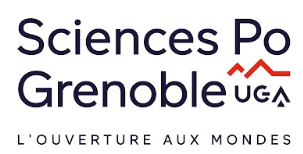 Sciences Po
Grenoble UGA
L'OUVERTURE AUX MONDES